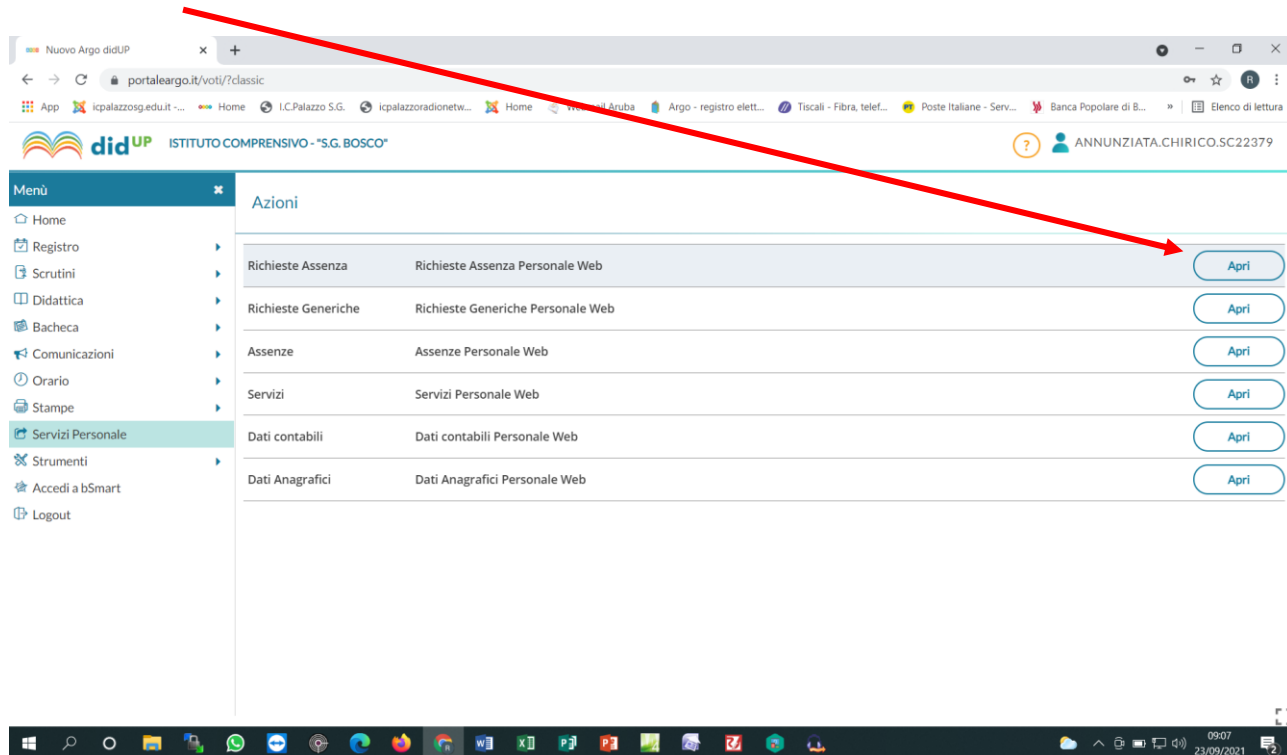 Nuovo Argo didUP
portaleargo.it/voti/?classic
R
App icpalazzosg.edu.it -... Home I.C.Palazzo S.G. icpalazzoradionetw... Home Argo - registro elett... Tiscali - Fibra, telef... Poste Italiane - Serv... Banca Popolare di B... » Elenco di lettura
didUP ISTITUTO COMPRENSIVO - "S.G. BOSCO" ? ANNUNZIATA.CHIRICO.SC22379
Menù
Azioni
Home
Registro
Scrutini
Didattica
Bacheca
Comunicazioni
Orario
Stampe
Servizi Personale
Strumenti
Accedi a bSmart
Logout
Richieste Assenza Richieste Assenza Personale Web Apri
Richieste Generiche Richieste Generiche Personale Web Apri
Assenze Assenze Personale Web Apri
Servizi Servizi Personale Web Apri
Dati contabili Dati contabili Personale Web Apri
Dati Anagrafici Dati Anagrafici Personale Web Apri
09:07
23/09/2021